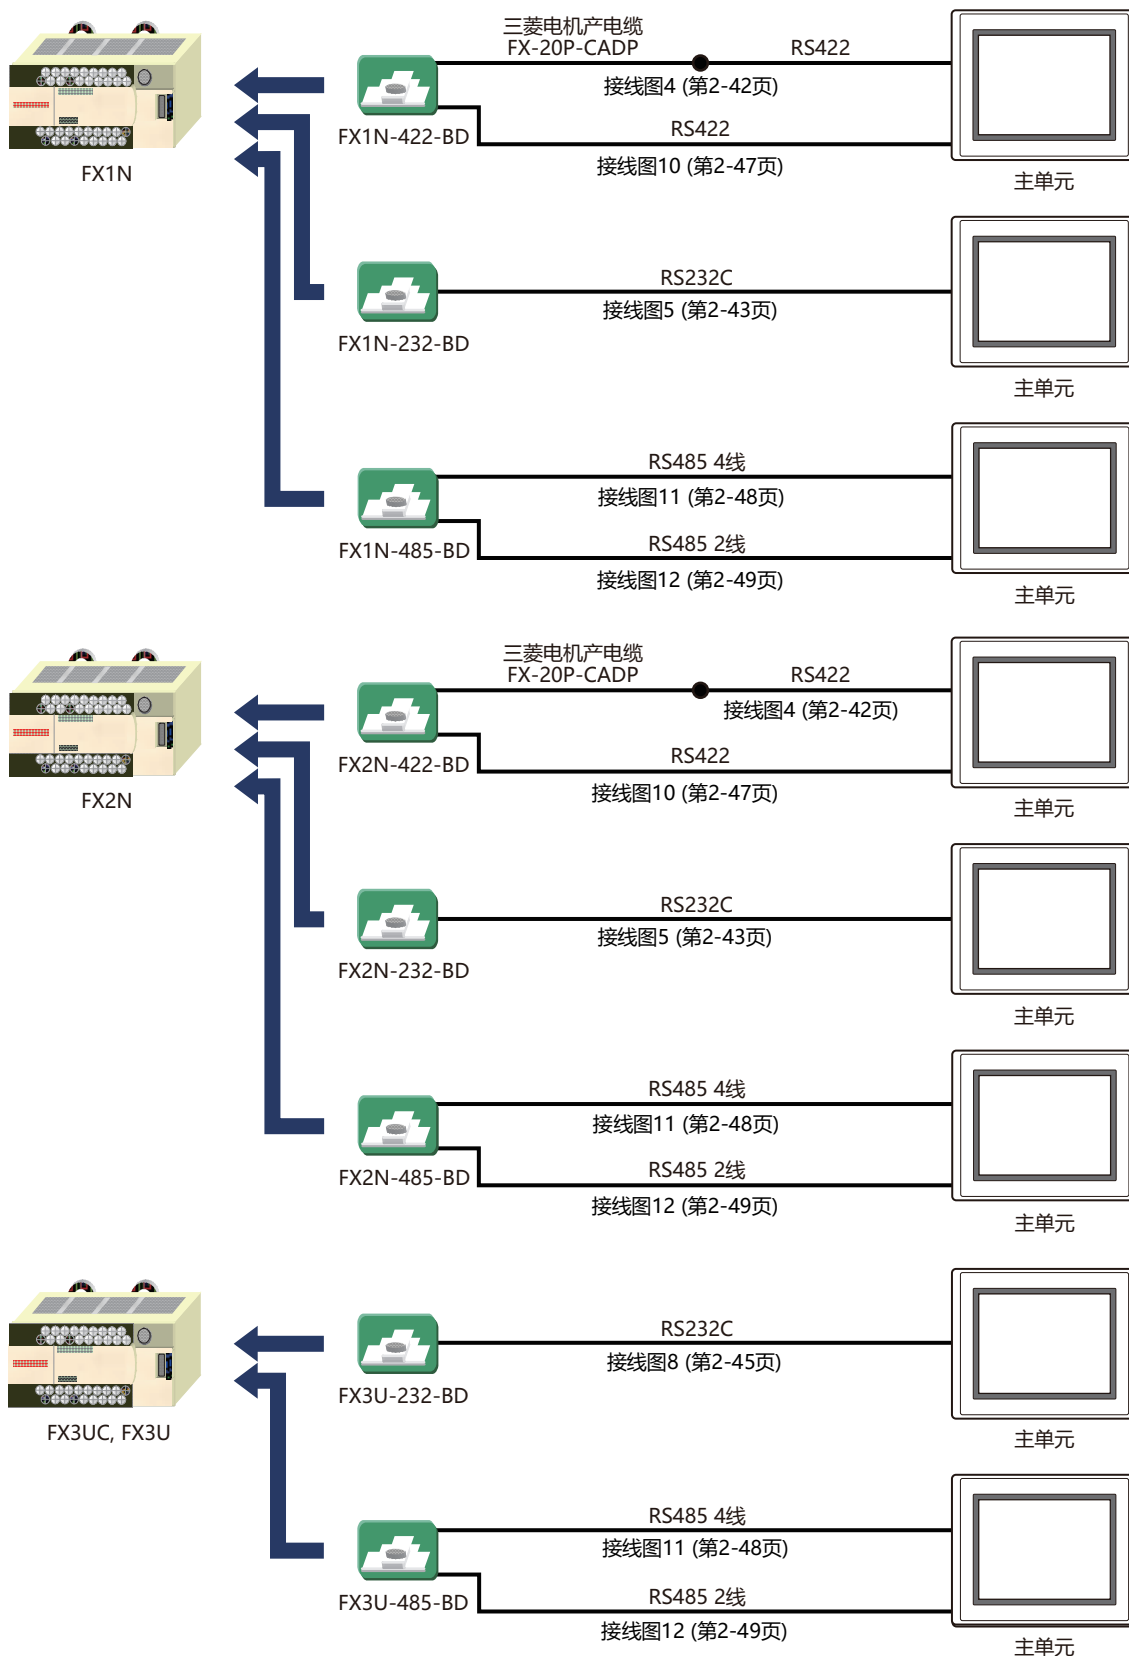 三菱电机产电缆
FX-20P-CADP
RS422
接线图4 (第2-42页)
FX1N-422-BD
RS422
接线图10 (第2-47页)
FX1N
主单元
RS232C
接线图5 (第2-43页)
FX1N-232-BD
主单元
RS485 4线
接线图11 (第2-48页)
FX1N-485-BD
RS485 2线
接线图12 (第2-49页)
主单元
三菱电机产电缆
FX-20P-CADP
RS422
接线图4 (第2-42页)
FX2N-422-BD
RS422
接线图10 (第2-47页)
FX2N
主单元
RS232C
接线图5 (第2-43页)
FX2N-232-BD
主单元
RS485 4线
接线图11 (第2-48页)
FX2N-485-BD
RS485 2线
接线图12 (第2-49页)
主单元
RS232C
接线图8 (第2-45页)
FX3U-232-BD
FX3UC, FX3U
主单元
RS485 4线
接线图11 (第2-48页)
FX3U-485-BD
RS485 2线
接线图12 (第2-49页)
主单元